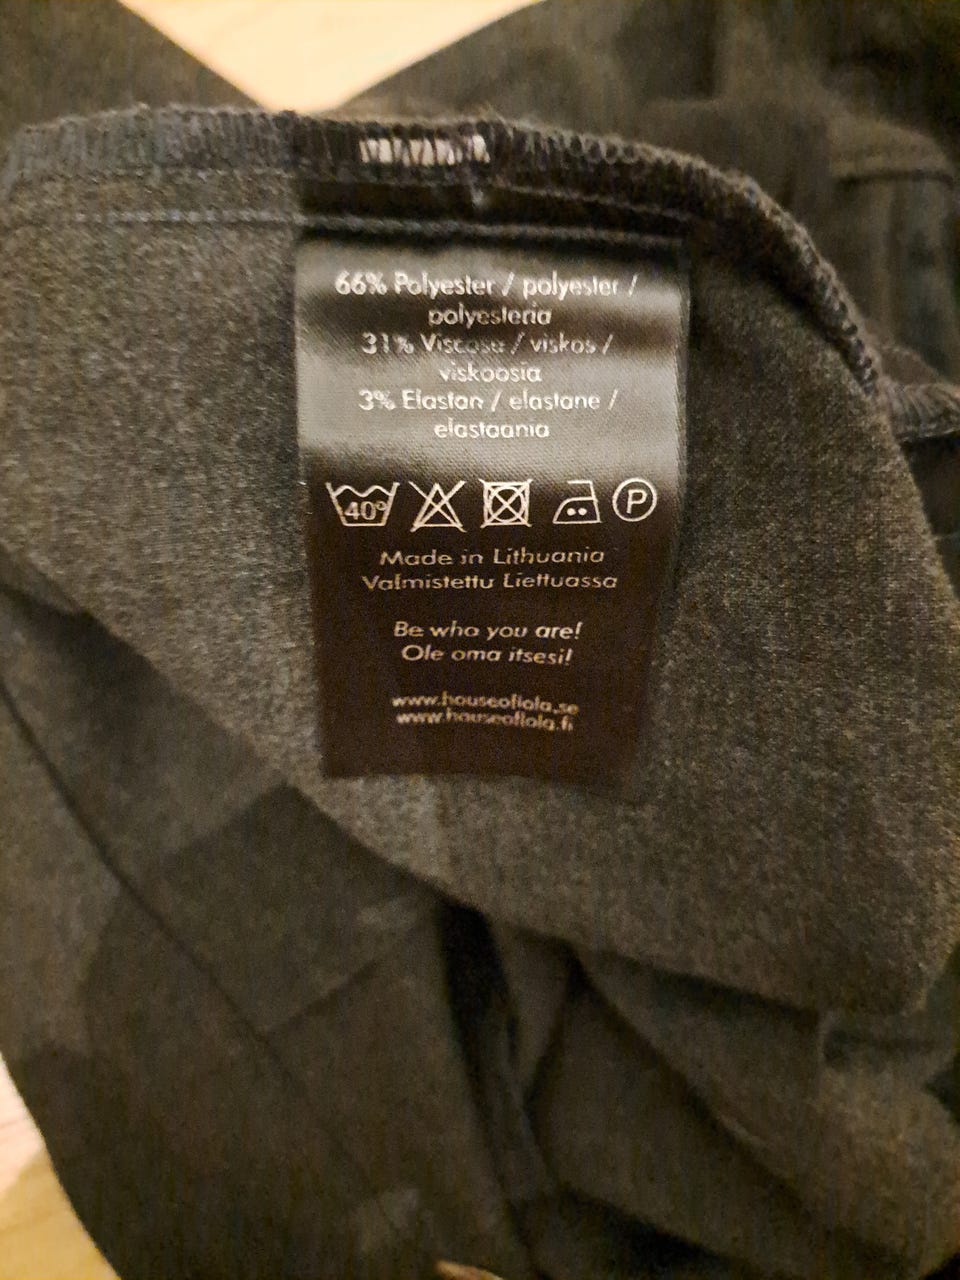 66% Polyester / polyester /
polyesteria
31% Viscose / viskos /
viskoosia
3% Elastan / elastane /
elastaania
40°
P
Made in Lithuania
Valmistettu Liettuassa
Be who you are!
Ole oma itsesi!
www.houseoflola.se
www.houseoflola.fi